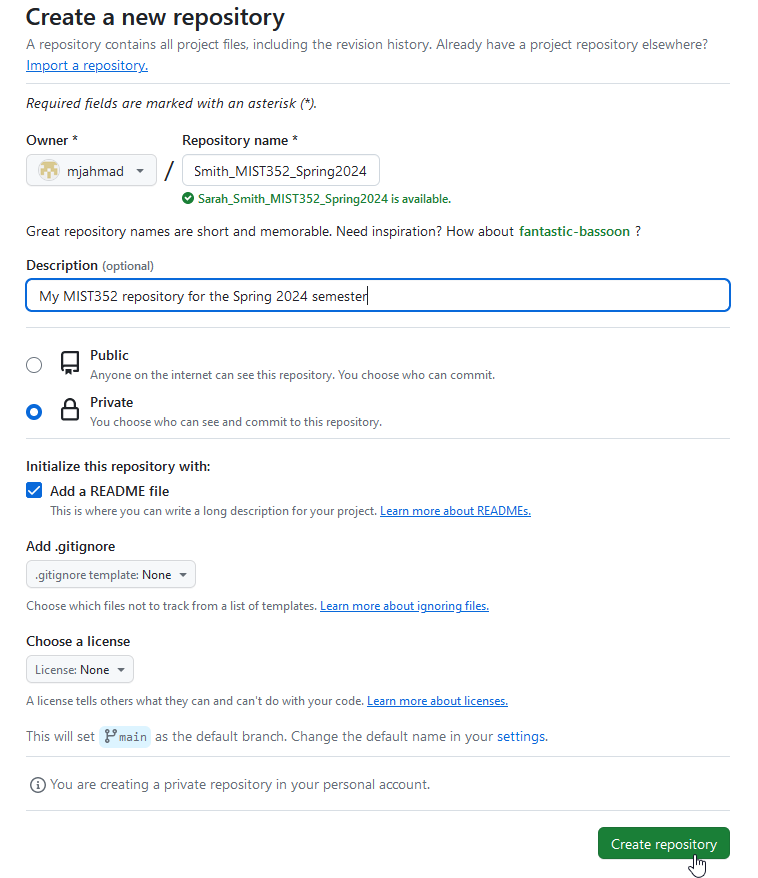 Create a new repository
A repository contains all project files, including the revision history. Already have a project repository elsewhere?
Import a repository.
Required fields are marked with an asterisk (*).
Owner * Repository name *
mjahmad / Smith_MIST352_Spring2024
Sarah_Smith_MIST352_Spring2024 is available.
Great repository names are short and memorable. Need inspiration? How about fantastic-bassoon ?
Description (optional)
My MIST352 repository for the Spring 2024 semester
Public
Anyone on the internet can see this repository. You choose who can commit.
Private
You choose who can see and commit to this repository.
Initialize this repository with:
Add a README file
This is where you can write a long description for your project. Learn more about READMEs.
Add .gitignore
.gitignore template: None
Choose which files not to track from a list of templates. Learn more about ignoring files.
Choose a license
License: None
A license tells others what they can and can't do with your code. Learn more about licenses.
This will set main as the default branch. Change the default name in your settings.
You are creating a private repository in your personal account.
Create repository